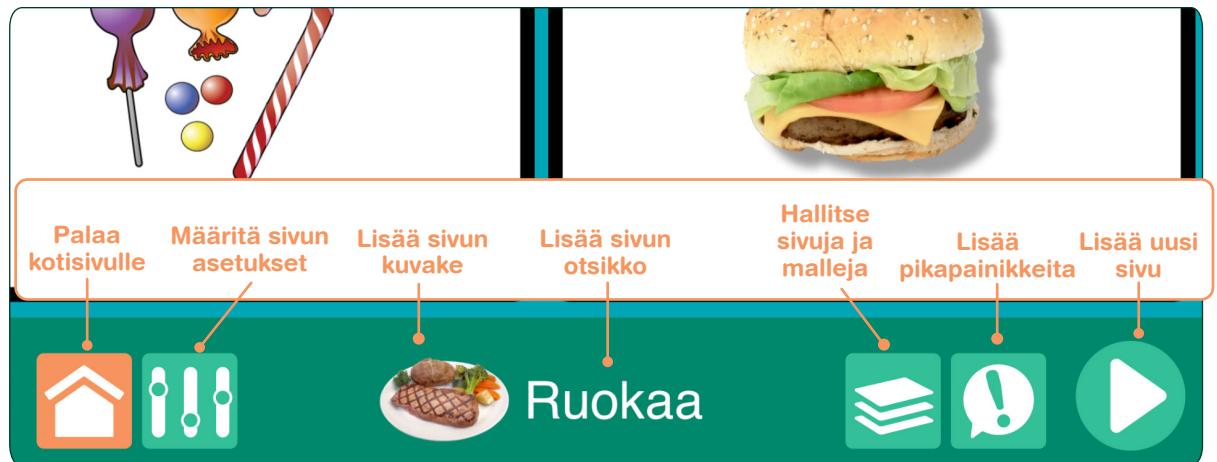 Palaa
kotisivulle
Määritä sivun
asetukset
Lisää sivun
kuvake
Lisää sivun
otsikko
Hallitse
sivuja ja
malleja
Lisää
pikapainikkeita
Lisää uusi
sivu
Ruokaa